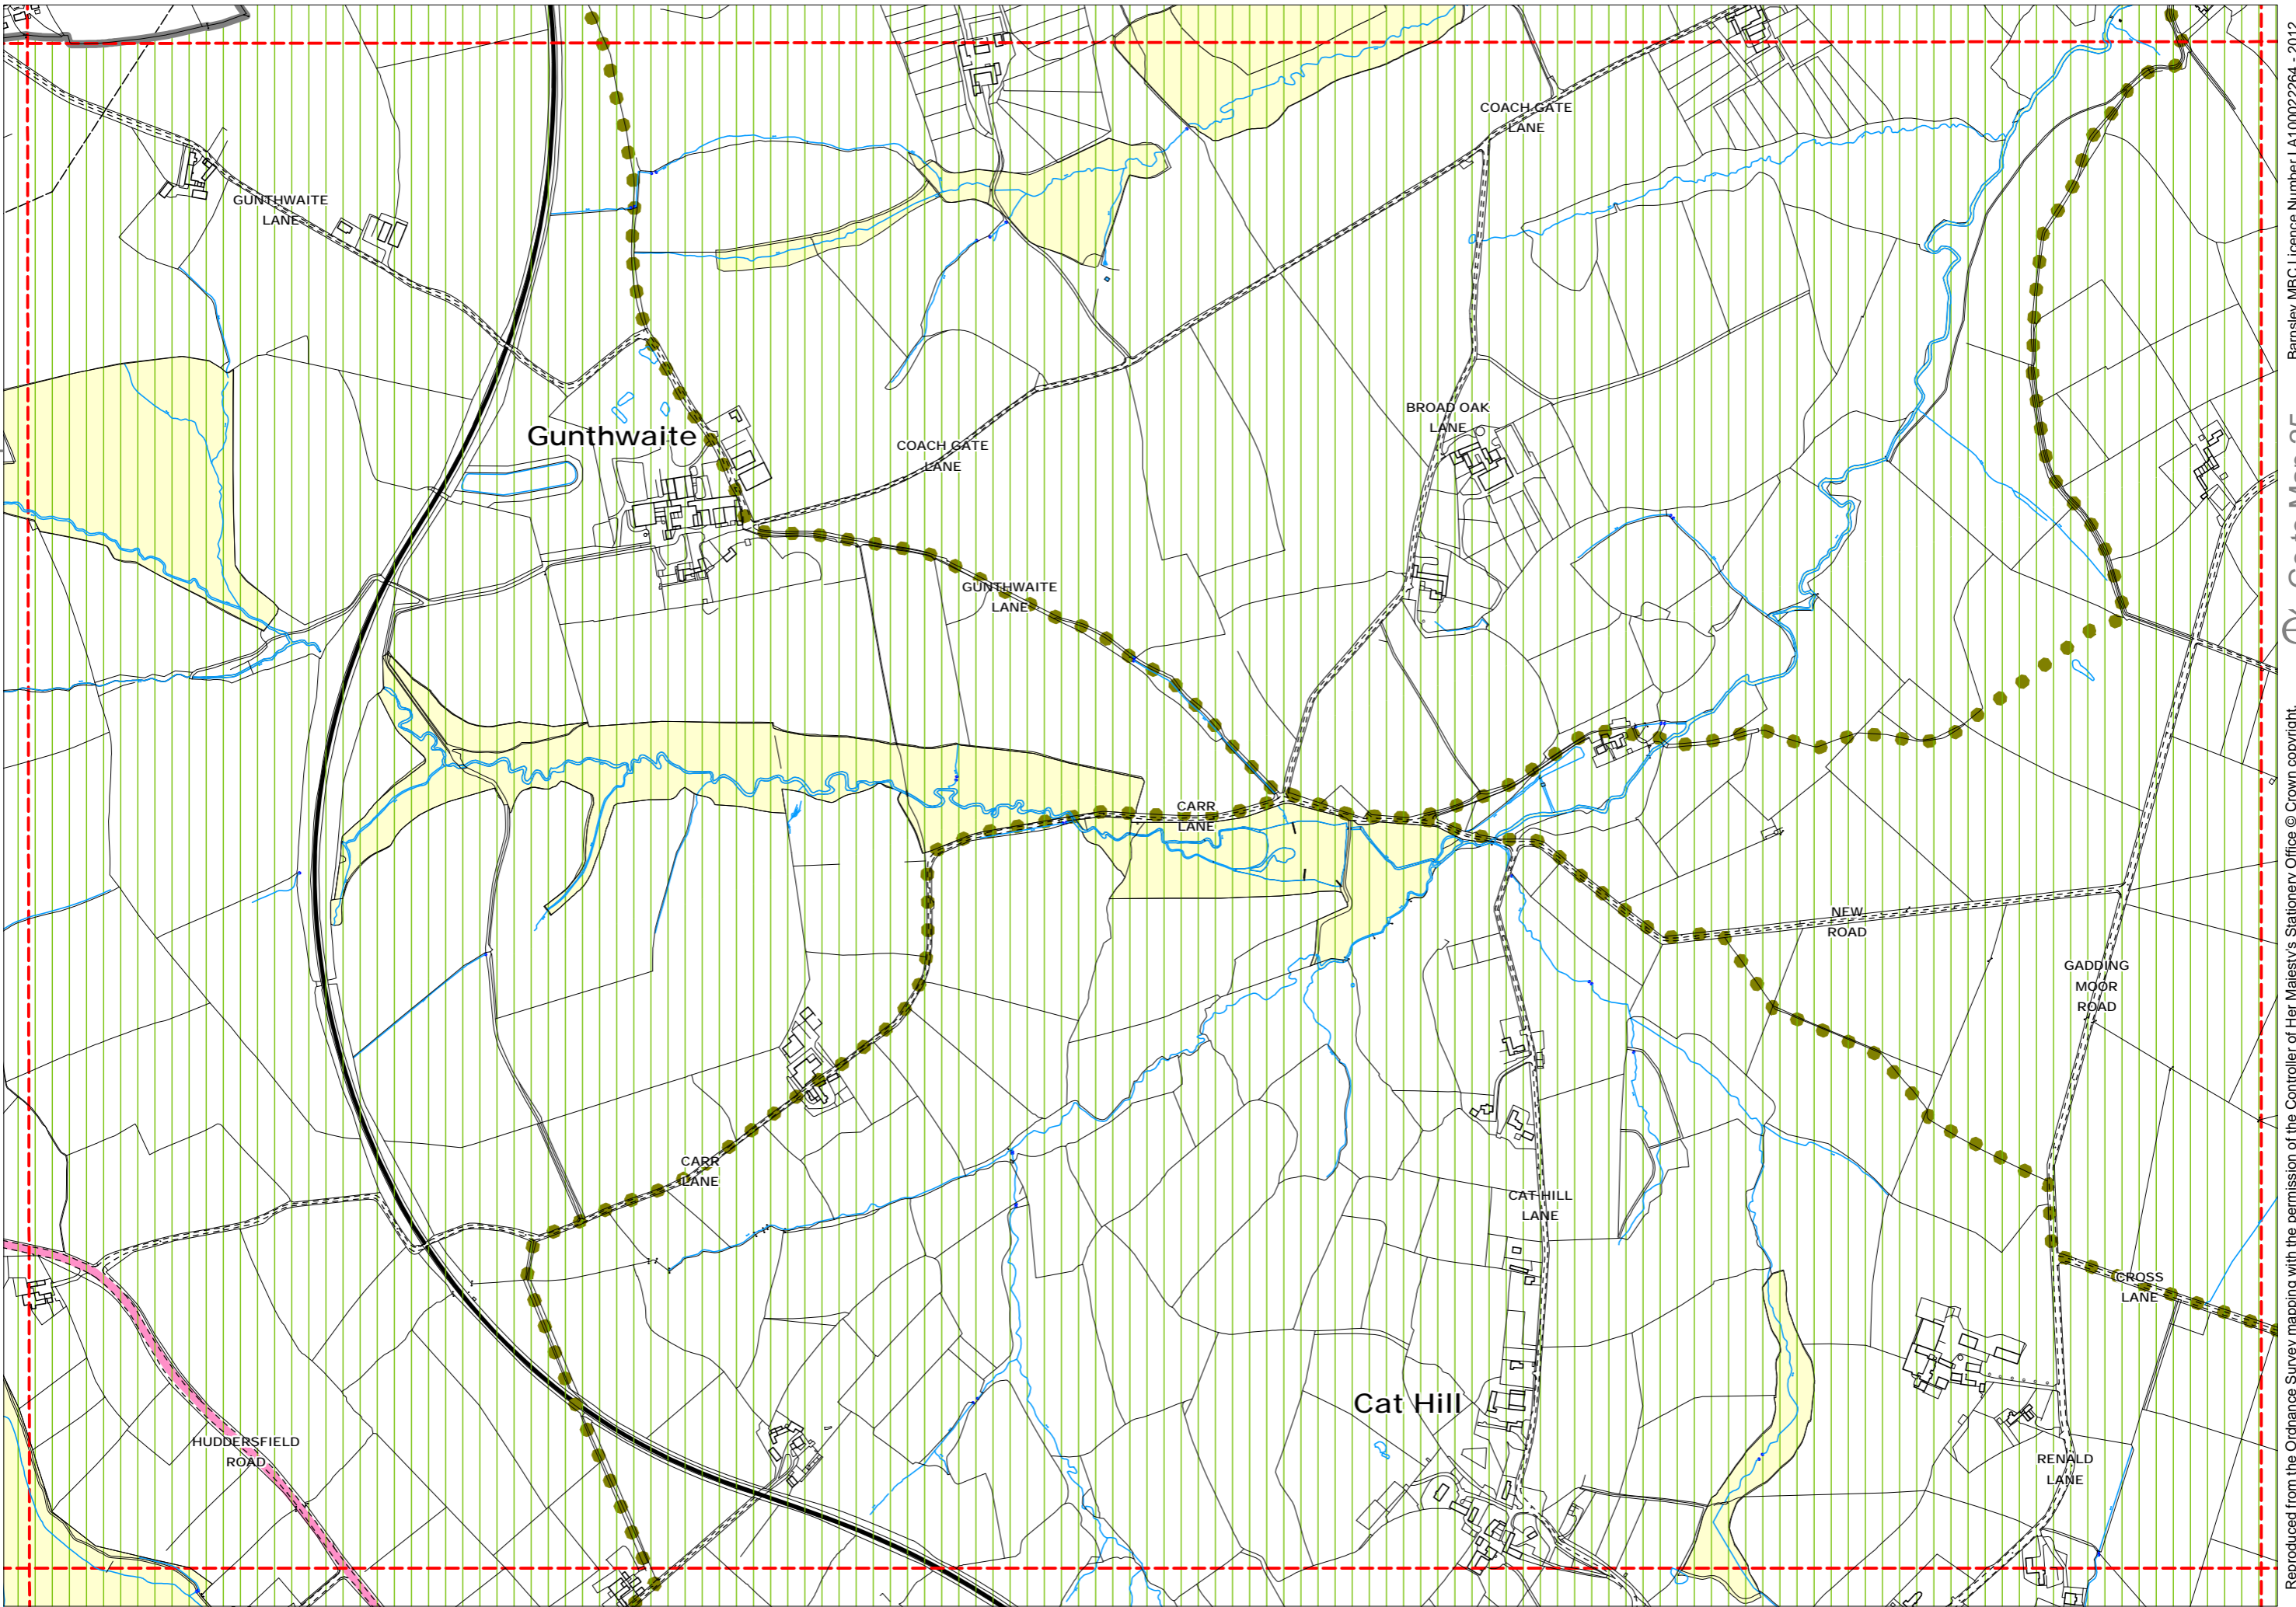 COACH GATE
LANE
GUNTHWAITE
LANE
BROAD OAK
LANE
Gunthwaite
COACH GATE
LANE
GUNTHWAITE
LANE
CARR
LANE
NEW
ROAD
GADDING
MOOR
ROAD
CARR
LANE
CAT HILL
LANE
CROSS
LANE
Cat Hill
HUDDERSFIELD
ROAD
RENALD
LANE
Reproduced from the Ordnance Survey mapping with the permission of the Controller of Her Majesty's Stationery Office © Crown copyright.
Barnsley MBC Licence Number LA100022264 - 2012